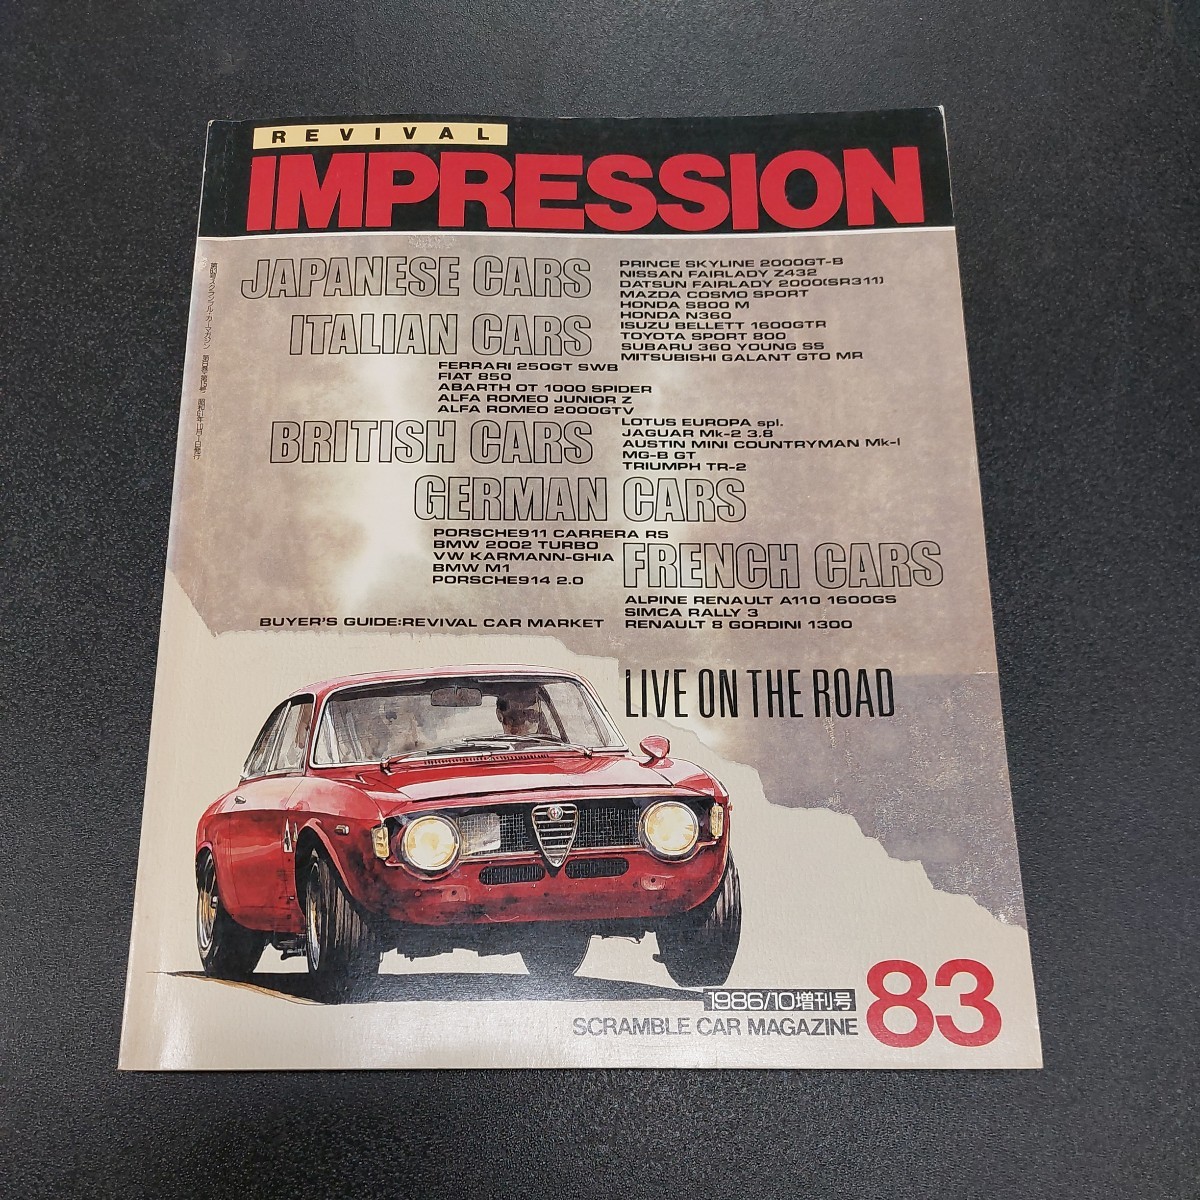 REVIVAL
IMPRESSION
JAPANESE CARS
PRINCE SKYLINE 2000GT-B
NISSAN FAIRLADY Z432
DATSUN FAIRLADY 2000(SR311)
MAZDA COSMO SPORT
HONDA S800 M
HONDA N360
ISUZU BELLETT 1600GTR
TOYOTA SPORT 800
SUBARU 360 YOUNG SS
MITSUBISHI GALANT GTO MR
ITALIAN CARS
FERRARI 250GT SWB
FIAT 850
ABARTH OT 1000 SPIDER
ALFA ROMEO JUNIOR Z
ALFA ROMEO 2000GTV
BRITISH CARS
LOTUS EUROPA spl.
JAGUAR Mk-2 3.8
AUSTIN MINI COUNTRYMAN Mk-I
MG-B GT
TRIUMPH TR-2
GERMAN CARS
PORSCHE911 CARRERA RS
BMW 2002 TURBO
VW KARMANN-GHIA
BMW M1
PORSCHE914 2.0
FRENCH CARS
ALPINE RENAULT A110 1600GS
SIMCA RALLY 3
RENAULT 8 GORDINI 1300
BUYER'S GUIDE:REVIVAL CAR MARKET
LIVE ON THE ROAD
1986/10増刊号
SCRAMBLE CAR MAGAZINE
83